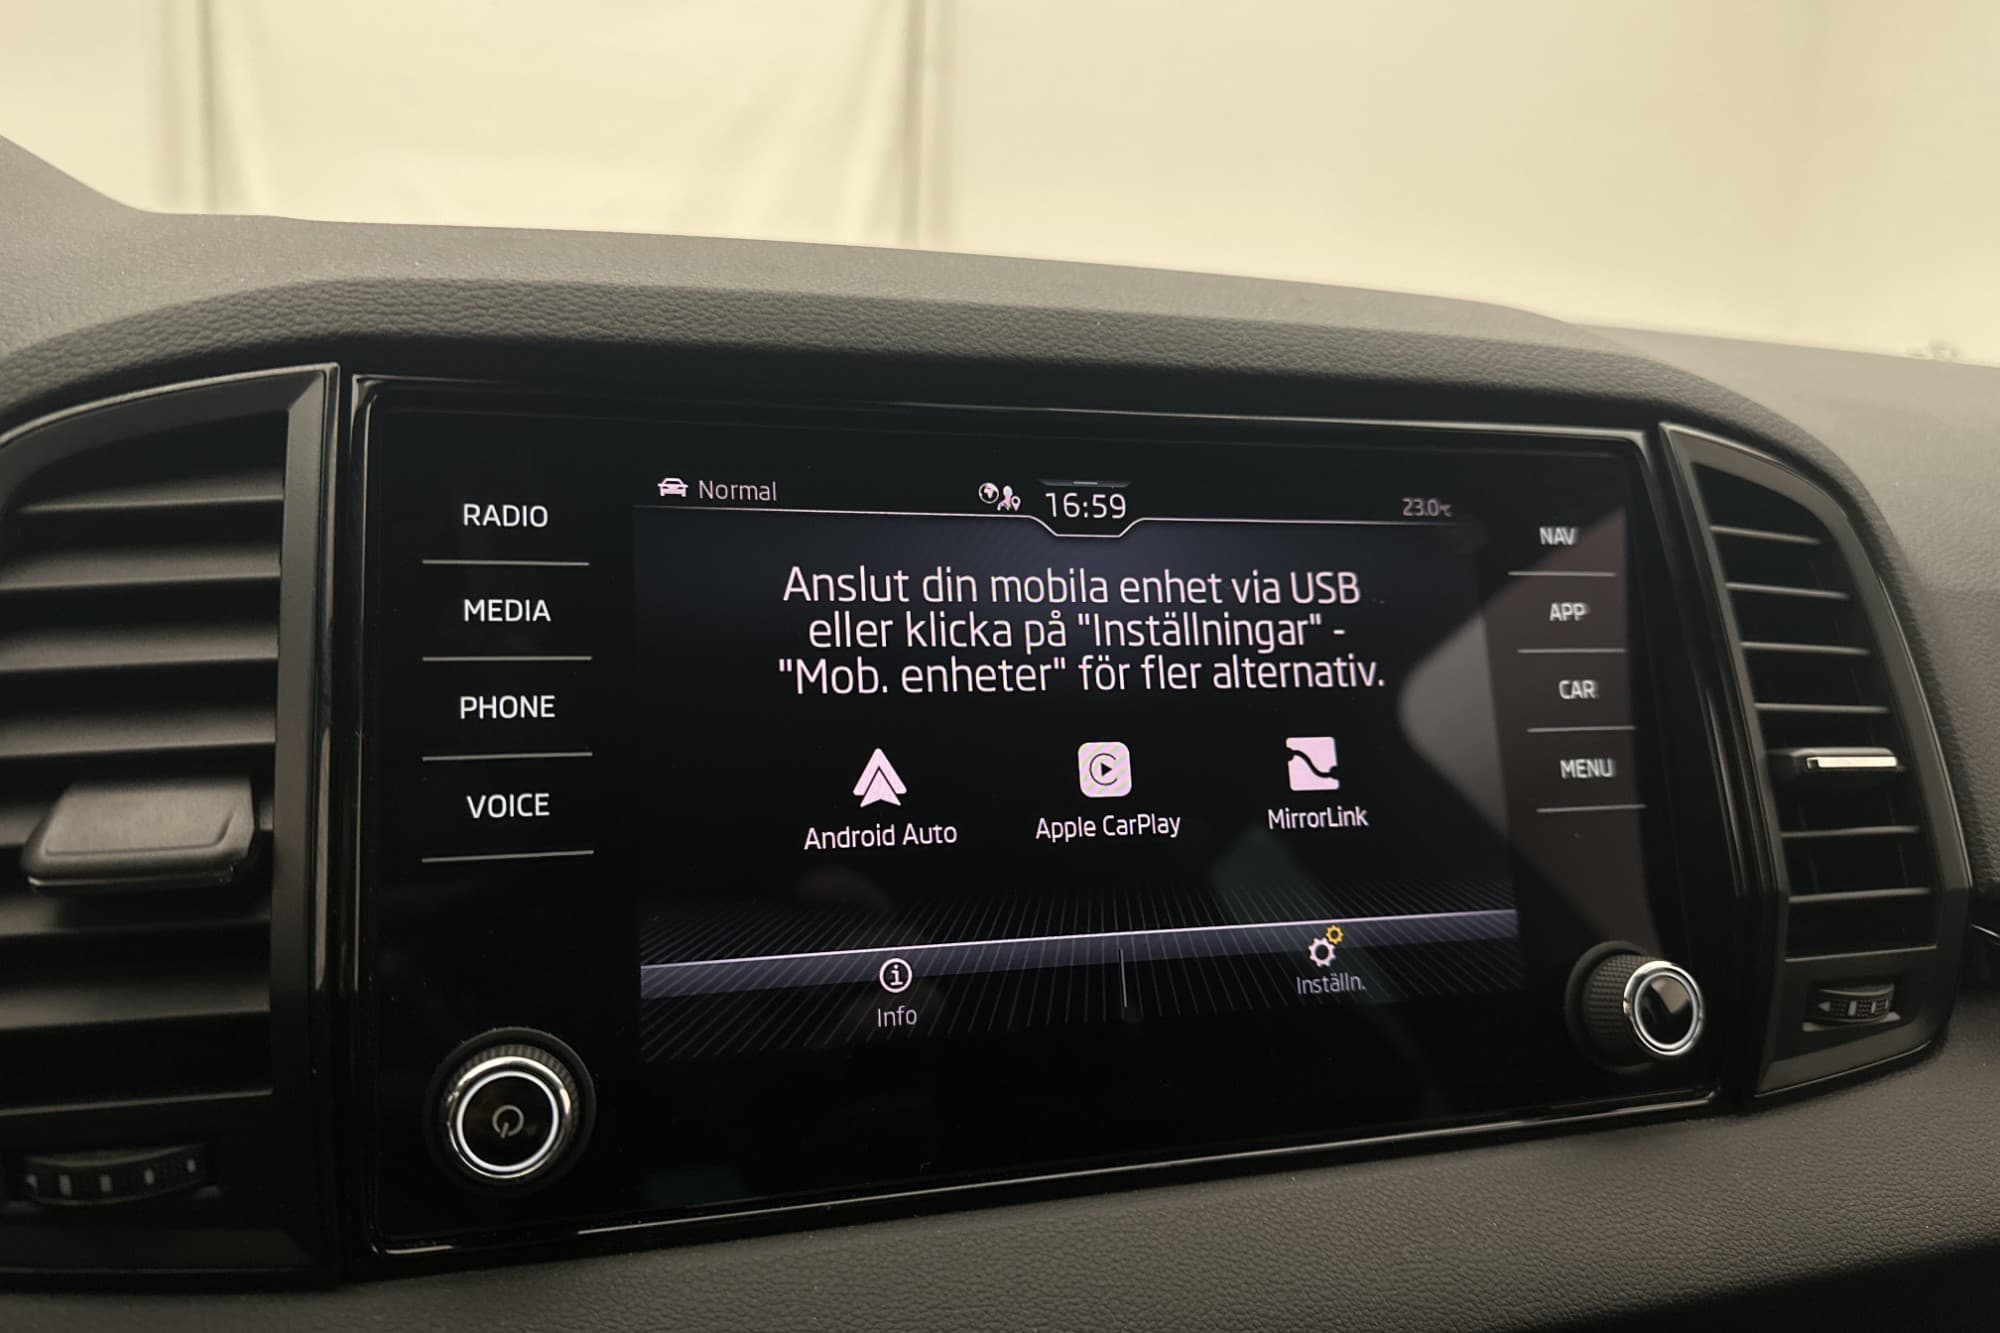 Normal
16:59
23.0°C
RADIO
MEDIA
PHONE
VOICE
Anslut din mobila enhet via USB
eller klicka på "Inställningar" -
"Mob. enheter" för fler alternativ.
Android Auto
Apple CarPlay
MirrorLink
Info
Inställn.
NAV
APP
CAR
MENU